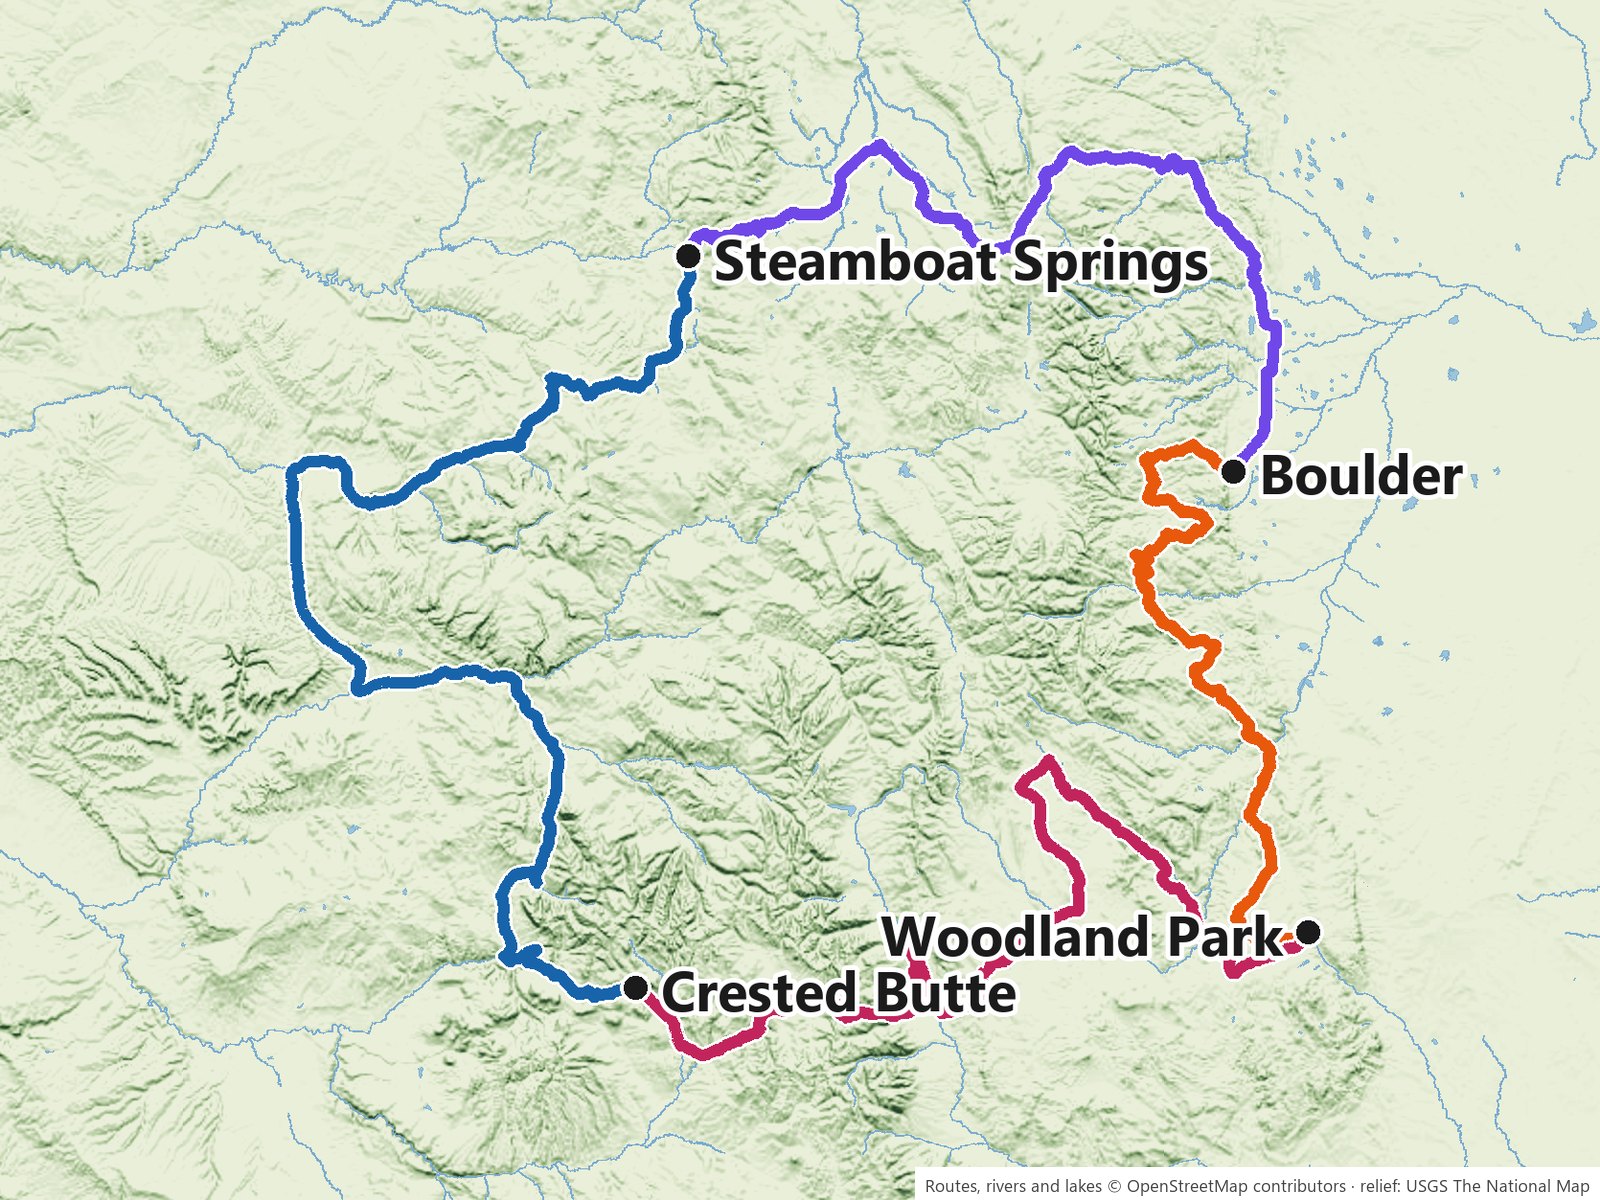 Steamboat Springs
Boulder
Woodland Park
Crested Butte
Routes, rivers and lakes © OpenStreetMap contributors · relief: USGS The National Map